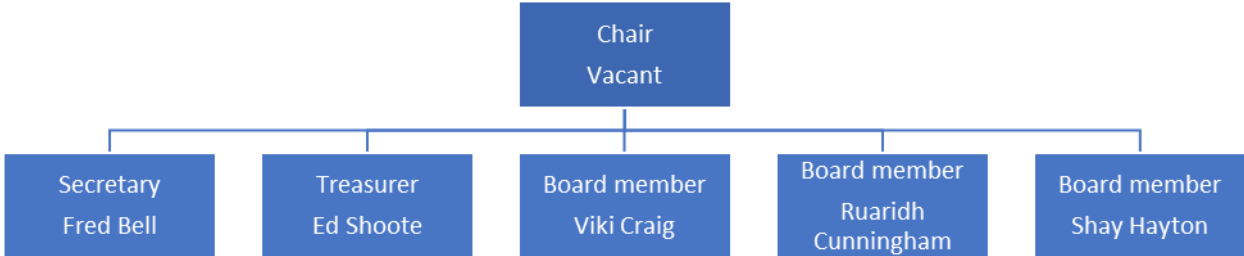 Chair
Vacant
Secretary
Fred Bell
Treasurer
Ed Shoote
Board member
Viki Craig
Board member
Ruaridh
Cunningham
Board member
Shay Hayton